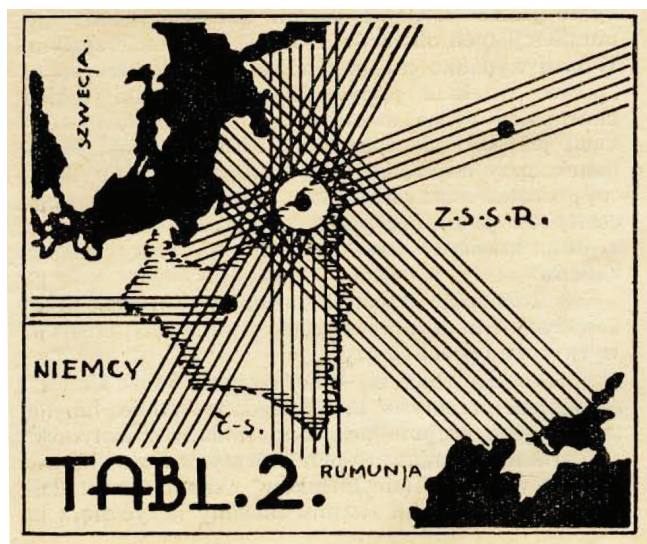 SZWECJA
Z.S.S.R.
NIEMCY
Č-S.
TABL.2.
RUMUNJA